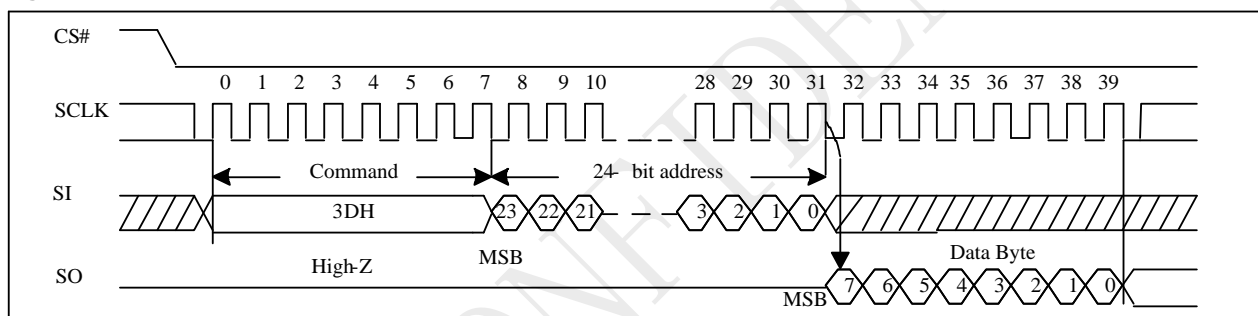 CS#
0 1 2 3 4 5 6 7 8 9 10 28 29 30 31 32 33 34 35 36 37 38 39
SCLK
Command 24- bit address
SI
3DH 23 22 21 3 2 1 0
High-Z MSB Data Byte
SO
MSB 7 6 5 4 3 2 1 0